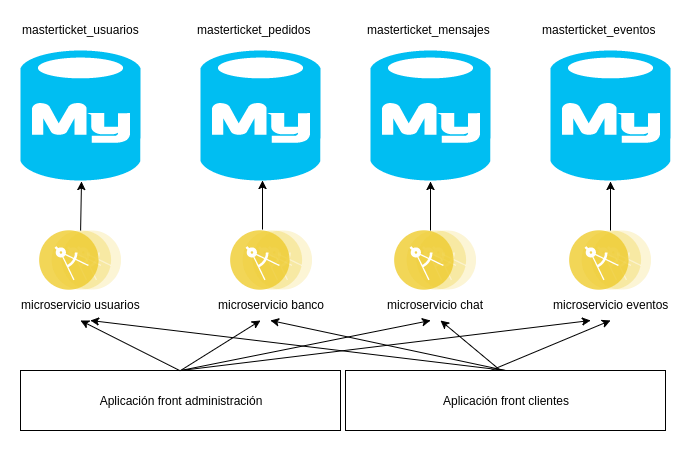 masterticket_usuarios
masterticket_pedidos
masterticket_mensajes
masterticket_eventos
My
My
My
My
microservicio usuarios
microservicio banco
microservicio chat
microservicio eventos
Aplicación front administración
Aplicación front clientes